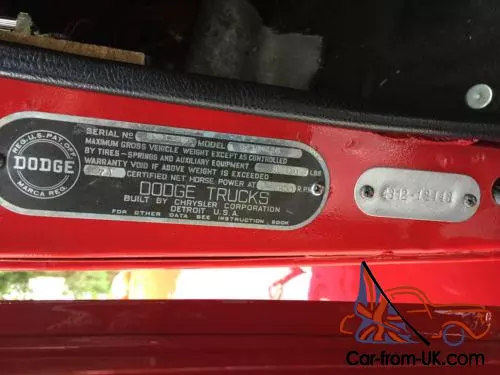 REG. U.S. PAT. OFF.
DODGE
MARCA REG.
SERIAL No
MODEL
MAXIMUM GROSS VEHICLE WEIGHT EXCEPT AS CONTROLLED
BY TIRES - SPRINGS AND AUXILIARY EQUIPMENT LBS
WARRANTY VOID IF ABOVE WEIGHT IS EXCEEDED
CERTIFIED NET HORSE POWER AT R.P.M.
DODGE TRUCKS
BUILT BY CHRYSLER CORPORATION
DETROIT U.S.A.
FOR OTHER DATA SEE INSTRUCTION BOOK
Car-from-UK.com